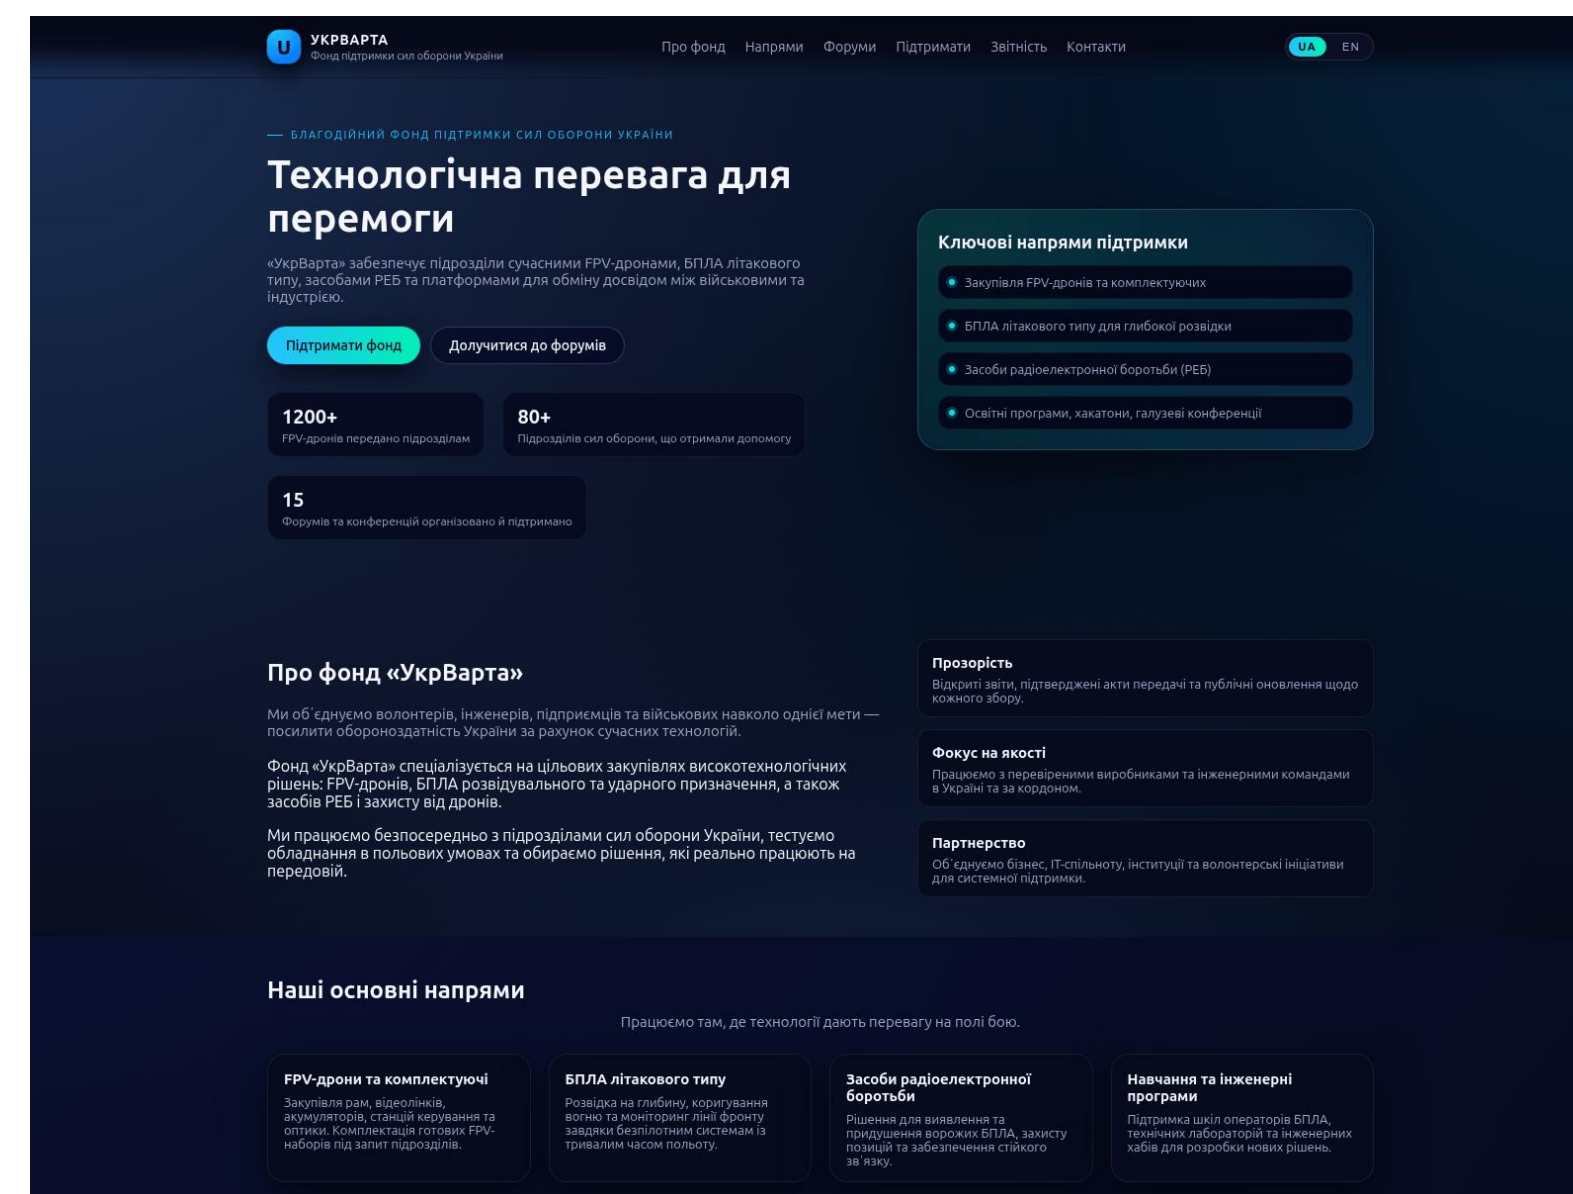 U
УКРВАРТА
Фонд підтримки сил оборони України
Про фонд Напрями Форуми Підтримати Звітність Контакти
UA EN
— БЛАГОДІЙНИЙ ФОНД ПІДТРИМКИ СИЛ ОБОРОНИ УКРАЇНИ
Технологічна перевага для
перемоги
«УкрВарта» забезпечує підрозділи сучасними FPV-дронами, БПЛА літакового
типу, засобами РЕБ та платформами для обміну досвідом між військовими та
індустрією.
Підтримати фонд
Долучитися до форумів
1200+
FPV-дронів передано підрозділам
80+
Підрозділів сил оборони, що отримали допомогу
15
Форумів та конференцій організовано й підтримано
Ключові напрями підтримки
Закупівля FPV-дронів та комплектуючих
БПЛА літакового типу для глибокої розвідки
Засоби радіоелектронної боротьби (РЕБ)
Освітні програми, хакатони, галузеві конференції
Про фонд «УкрВарта»
Ми обʼєднуємо волонтерів, інженерів, підприємців та військових навколо однієї мети —
посилити обороноздатність України за рахунок сучасних технологій.
Фонд «УкрВарта» спеціалізується на цільових закупівлях високотехнологічних
рішень: FPV-дронів, БПЛА розвідувального та ударного призначення, а також
засобів РЕБ і захисту від дронів.
Ми працюємо безпосередньо з підрозділами сил оборони України, тестуємо
обладнання в польових умовах та обираємо рішення, які реально працюють на
передовій.
Прозорість
Відкриті звіти, підтверджені акти передачі та публічні оновлення щодо
кожного збору.
Фокус на якості
Працюємо з перевіреними виробниками та інженерними командами
в Україні та за кордоном.
Партнерство
Обʼєднуємо бізнес, ІТ-спільноту, інституції та волонтерські ініціативи
для системної підтримки.
Наші основні напрями
Працюємо там, де технології дають перевагу на полі бою.
FPV-дрони та комплектуючі
Закупівля рам, відеолінків,
акумуляторів, станцій керування та
оптики. Комплектація готових FPV-
наборів під запит підрозділів.
БПЛА літакового типу
Розвідка на глибину, коригування
вогню та моніторинг лінії фронту
завдяки безпілотним системам із
тривалим часом польоту.
Засоби радіоелектронної
боротьби
Рішення для виявлення та
придушення ворожих БПЛА, захисту
позицій та забезпечення стійкого
звʼязку.
Навчання та інженерні
програми
Підтримка шкіл операторів БПЛА,
технічних лабораторій та інженерних
хабів для розробки нових рішень.